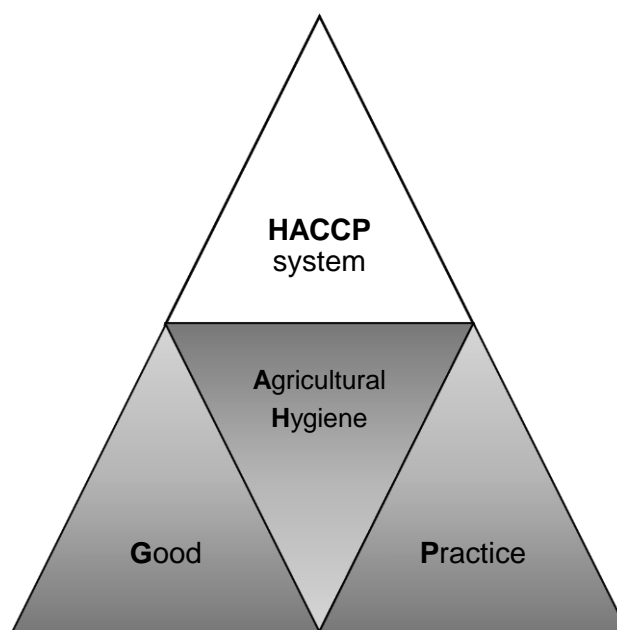 HACCP
system
Agricultural
Hygiene
Good
Practice